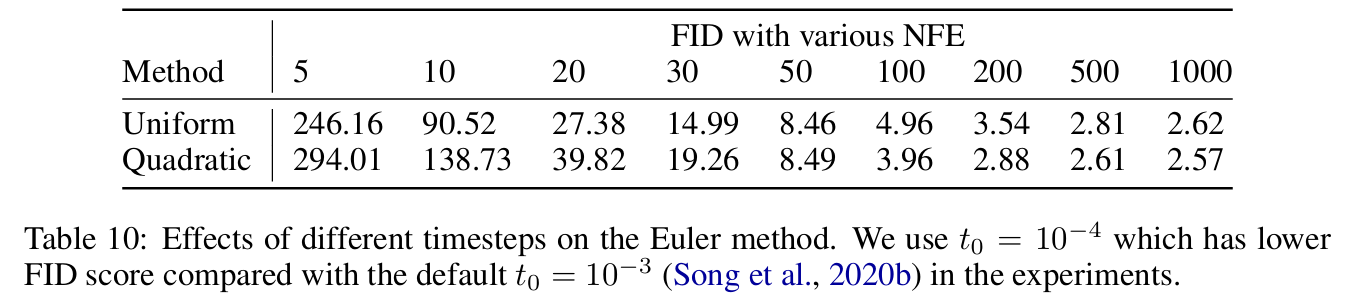 FID with various NFE
Method 5 10 20 30 50 100 200 500 1000
Uniform 246.16 90.52 27.38 14.99 8.46 4.96 3.54 2.81 2.62
Quadratic 294.01 138.73 39.82 19.26 8.49 3.96 2.88 2.61 2.57
Table 10: Effects of different timesteps on the Euler method. We use t₀ = 10⁻⁴ which has lower
FID score compared with the default t₀ = 10⁻³ (Song et al., 2020b) in the experiments.